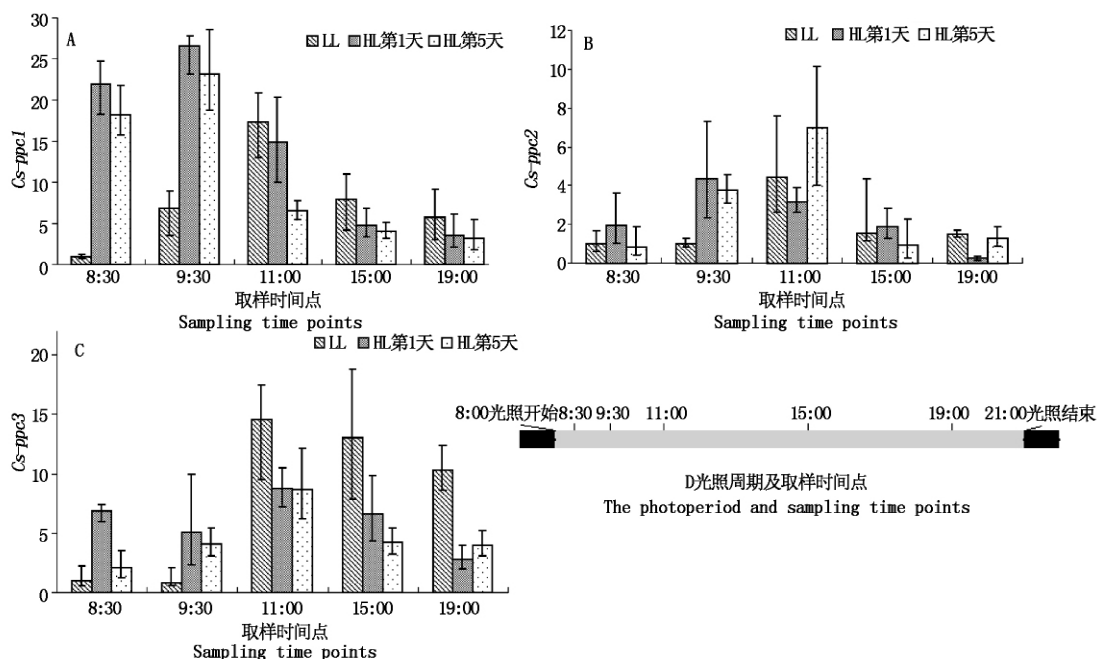 A
LL HL第1天 HL第5天
Cs-ppc1
30
25
20
15
10
5
0
8:30 9:30 11:00 15:00 19:00
取样时间点
Sampling time points
B
LL HL第1天 HL第5天
Cs-ppc2
12
10
8
6
4
2
0
8:30 9:30 11:00 15:00 19:00
取样时间点
Sampling time points
C
LL HL第1天 HL第5天
Cs-ppc3
20
15
10
5
0
8:30 9:30 11:00 15:00 19:00
取样时间点
Sampling time points
8:00光照开始 8:30 9:30 11:00 15:00 19:00 21:00光照结束
D光照周期及取样时间点
The photoperiod and sampling time points